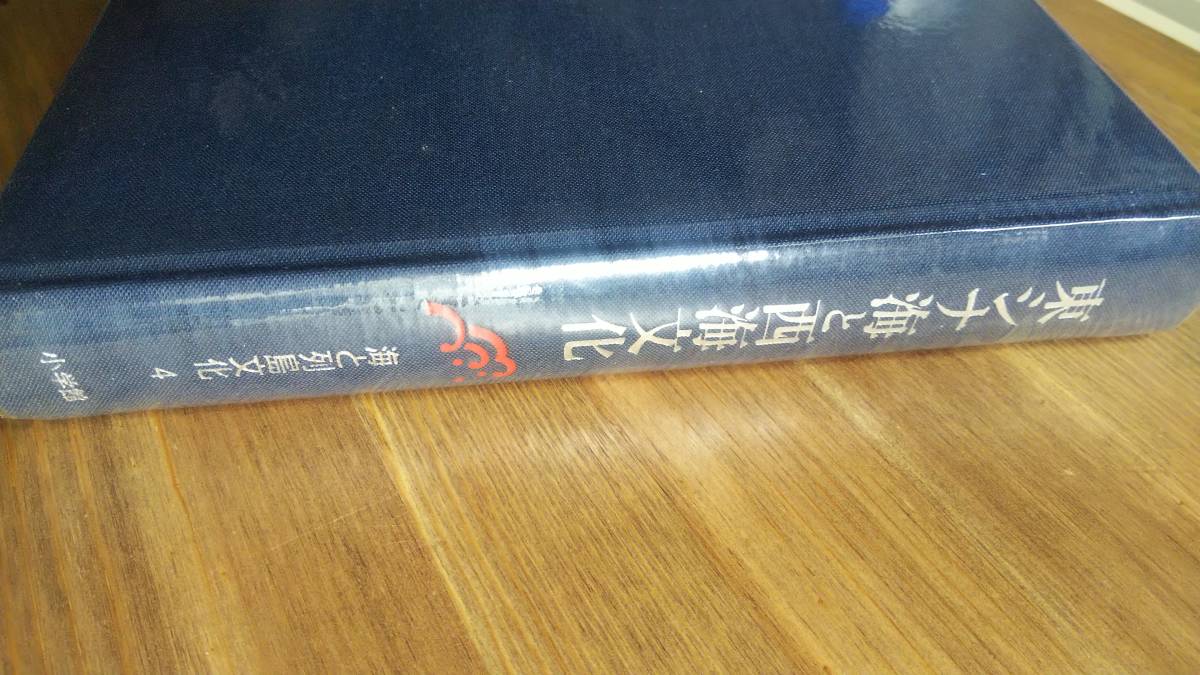 東シナ海と西海文化
海と列島文化 4
小学館